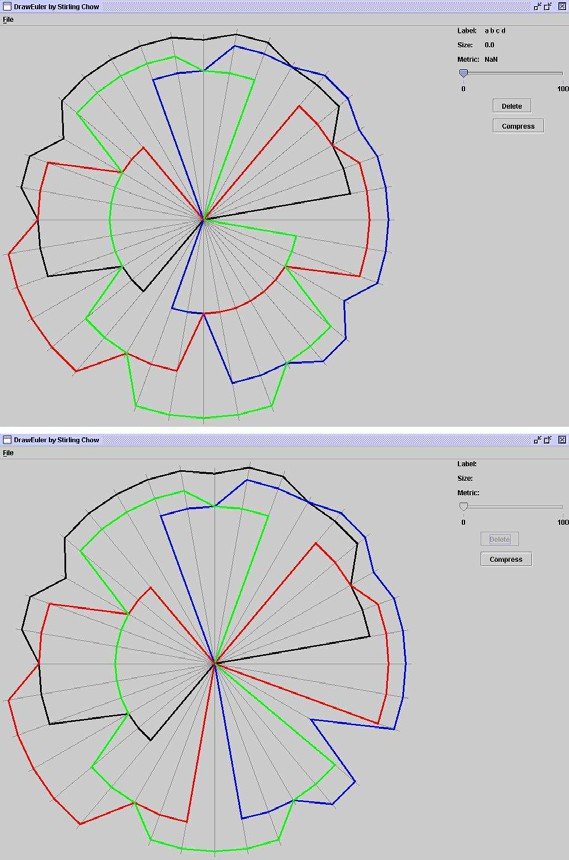 DrawEuler by Stirling Chow
File
Label: a b c d
Size: 0.0
Metric: NaN
0 100
Delete
Compress
DrawEuler by Stirling Chow
File
Label:
Size:
Metric:
0 100
Delete
Compress